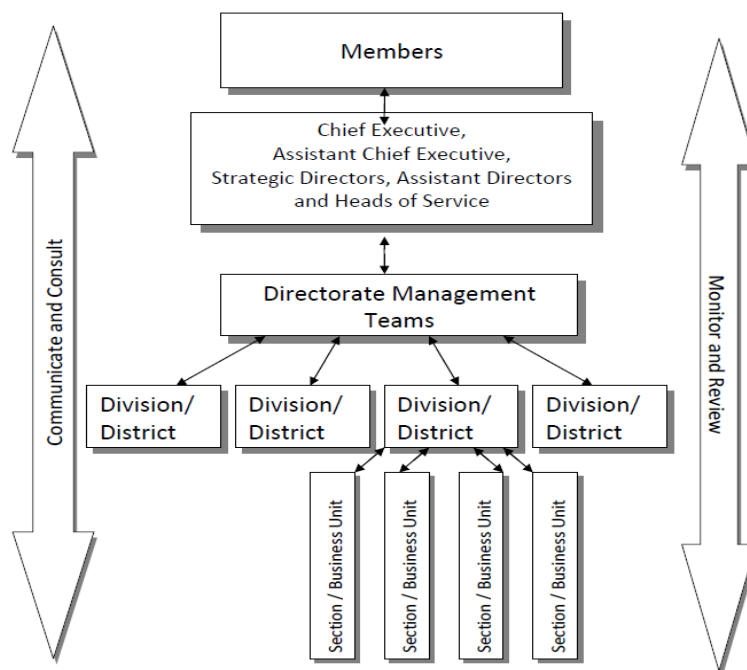 Members
Chief Executive,
Assistant Chief Executive,
Strategic Directors, Assistant Directors
and Heads of Service
Communicate and Consult
Monitor and Review
Directorate Management
Teams
Division/
District
Division/
District
Division/
District
Division/
District
Section / Business Unit
Section / Business Unit
Section / Business Unit
Section / Business Unit